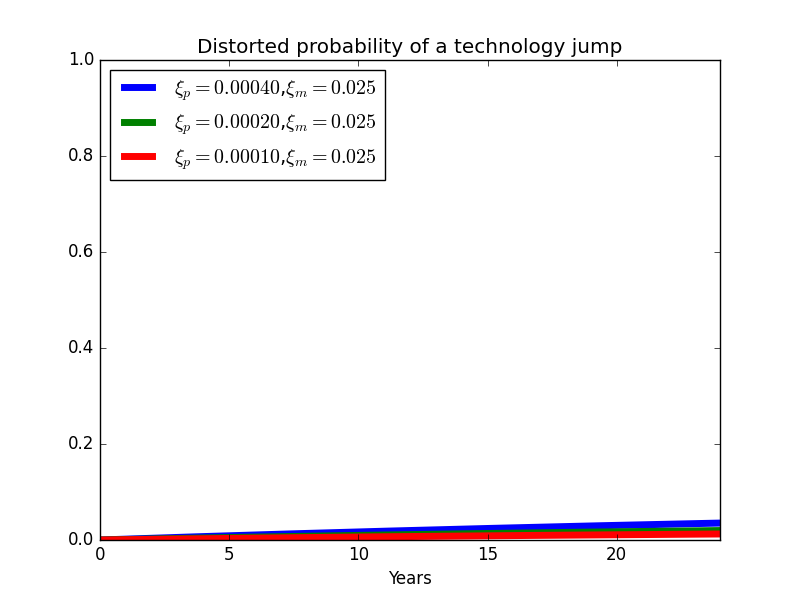 Distorted probability of a technology jump
1.0
ξₚ = 0.00040,ξₘ = 0.025
ξₚ = 0.00020,ξₘ = 0.025
ξₚ = 0.00010,ξₘ = 0.025
0.8
0.6
0.4
0.2
0.0
0 5 10 15 20
Years